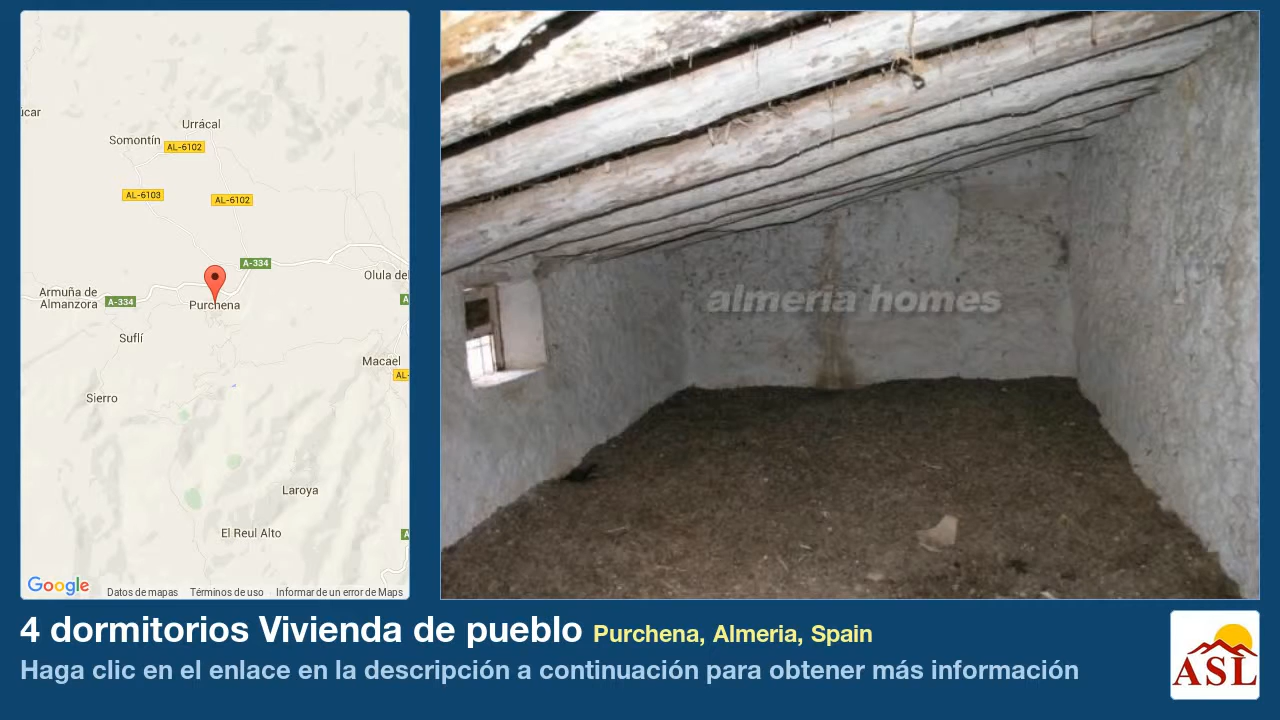 úcar
Urrácal
Somontín
AL-6102
AL-6103
AL-6102
A-334
Olula del
Armuña de
Almanzora
A-334
A
Purchena
Suflí
Macael
AL-
Sierro
Laroya
El Reul Alto
A
Google
Datos de mapas
Términos de uso
Informar de un error de Maps
almeria homes
4 dormitorios Vivienda de pueblo Purchena, Almeria, Spain
Haga clic en el enlace en la descripción a continuación para obtener más información
ASL